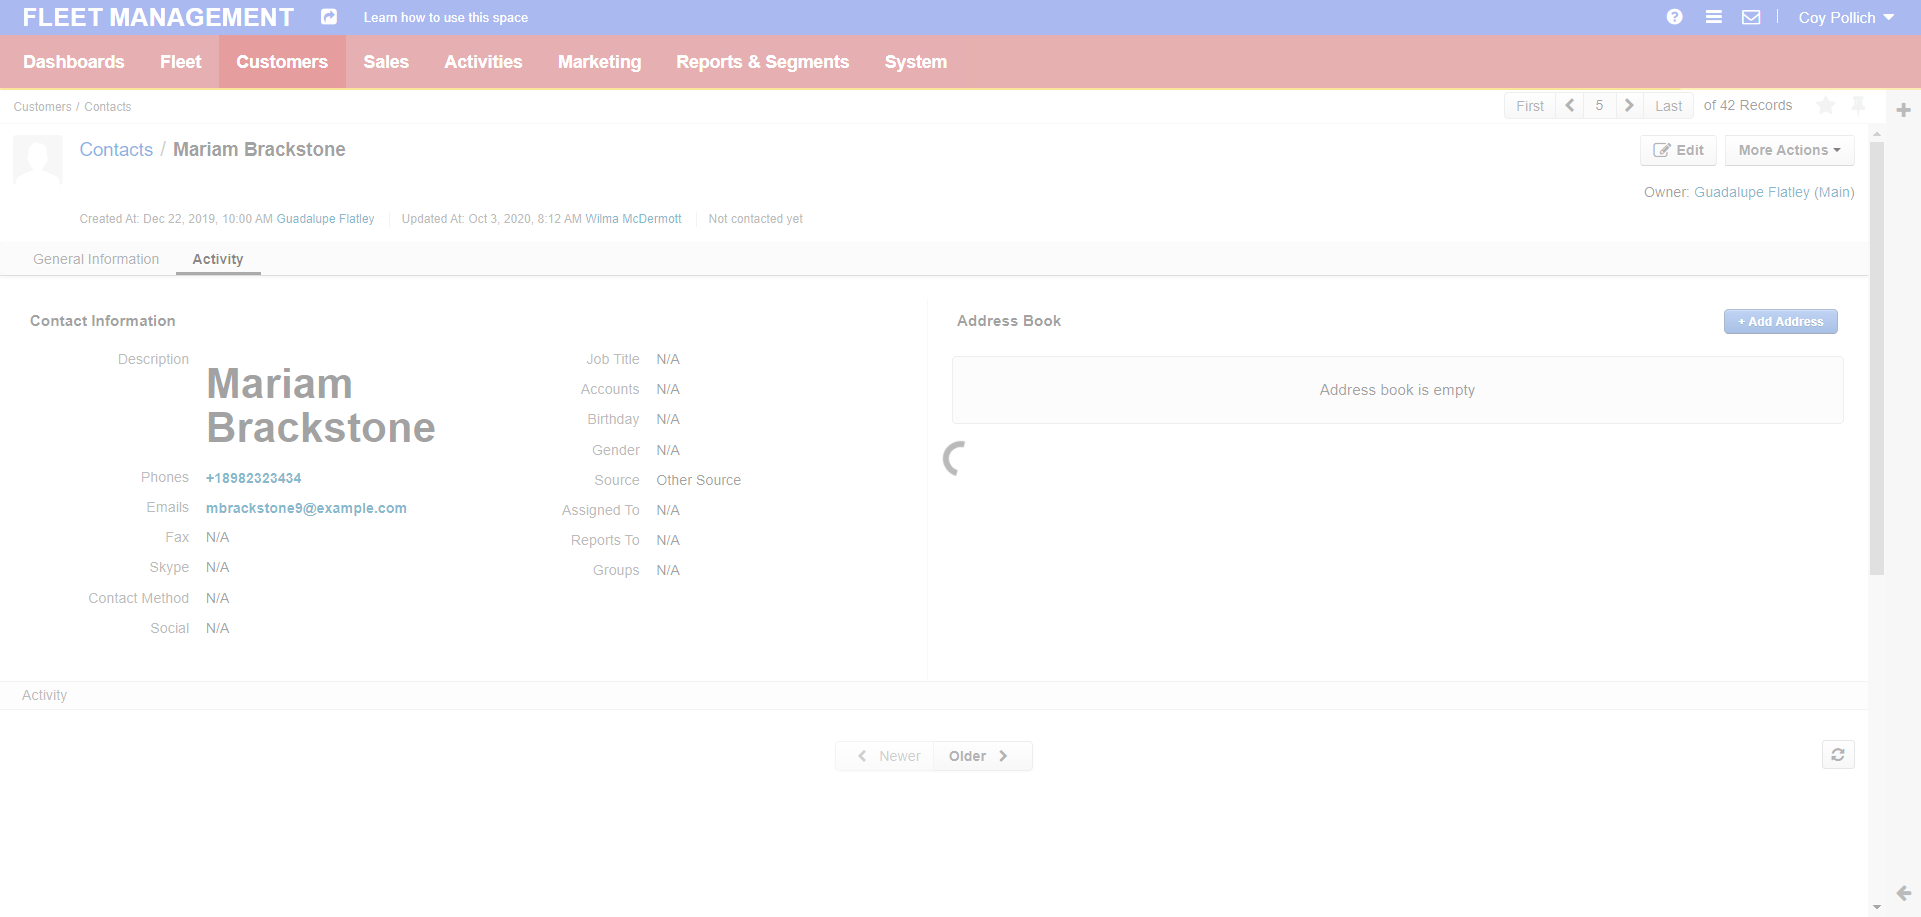 FLEET MANAGEMENT Learn how to use this space Coy Pollich
Dashboards Fleet Customers Sales Activities Marketing Reports & Segments System
Customers / Contacts First 5 Last of 42 Records
Contacts / Mariam Brackstone Edit More Actions
Owner: Guadalupe Flatley (Main)
Created At: Dec 22, 2019, 10:00 AM Guadalupe Flatley Updated At: Oct 3, 2020, 8:12 AM Wilma McDermott Not contacted yet
General Information Activity
Contact Information
Description Mariam
Brackstone
Phones +18982323434
Emails mbrackstone9@example.com
Fax N/A
Skype N/A
Contact Method N/A
Social N/A
Job Title N/A
Accounts N/A
Birthday N/A
Gender N/A
Source Other Source
Assigned To N/A
Reports To N/A
Groups N/A
Address Book + Add Address
Address book is empty
Activity
Newer Older